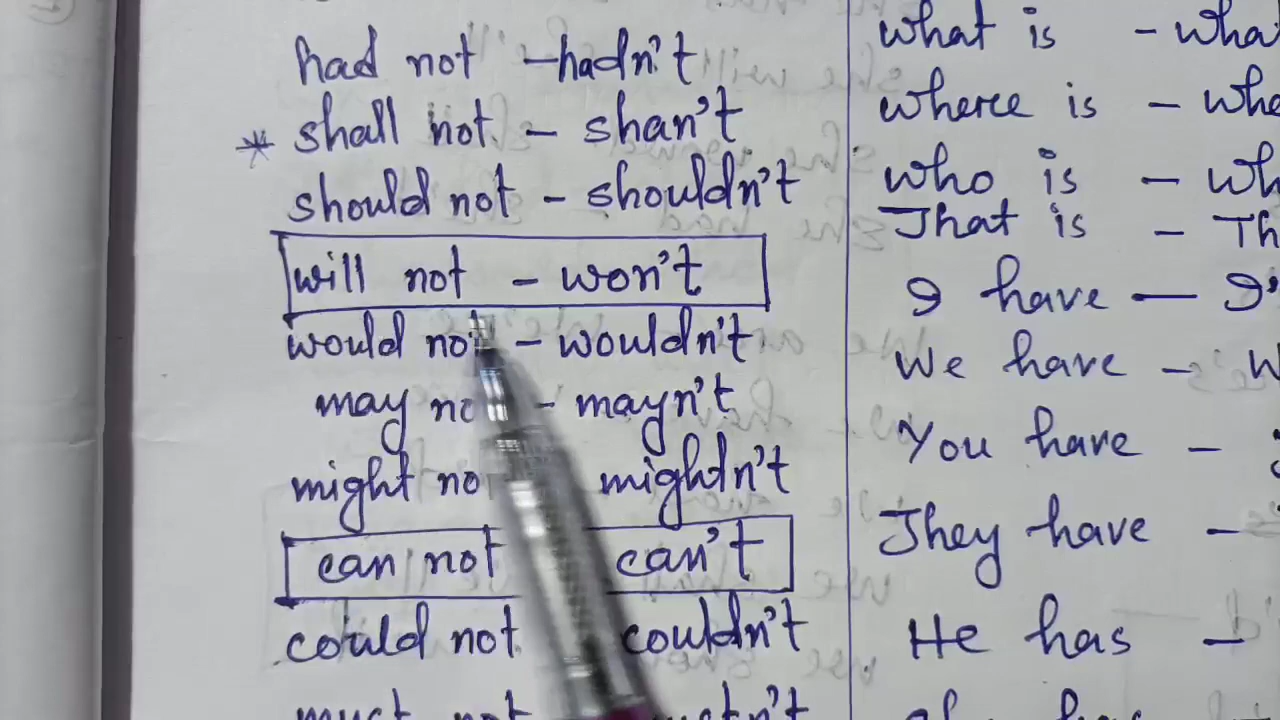 had not - hadn't
* shall not - shan't
should not - shouldn't
will not - won't
would not - wouldn't
may - mayn't
might mightn't
can not can't
could not couldn't
must not
what is -
wheree is -
who is -
That is -
I have —
We have -
You have -
They have -
He has -